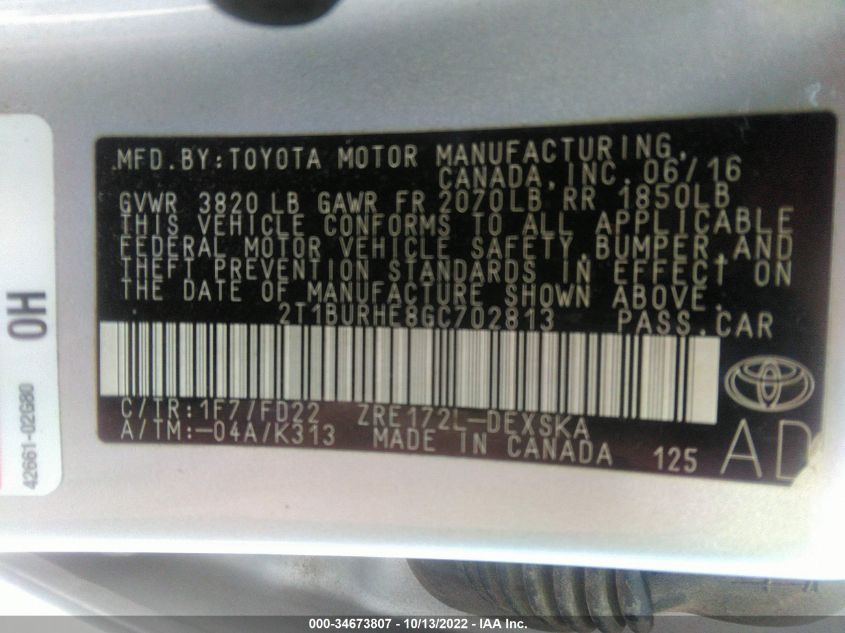 MFD.BY:TOYOTA MOTOR MANUFACTURING,
CANADA,INC.06/16
GVWR 3820 LB GAWR FR 2070LB RR 1850LB
THIS VEHICLE CONFORMS TO ALL APPLICABLE
FEDERAL MOTOR VEHICLE SAFETY,BUMPER,AND
THEFT PREVENTION STANDARDS IN EFFECT ON
THE DATE OF MANUFACTURE SHOWN ABOVE.
2T1BURHE8GC702813 PASS.CAR
C/TR:1F7/FD22 ZRE172L-DEXSKA
A/TM:-04A/K313 MADE IN CANADA 125
AD
42661-02G80
0H
000-34673807 - 10/13/2022 - IAA Inc.